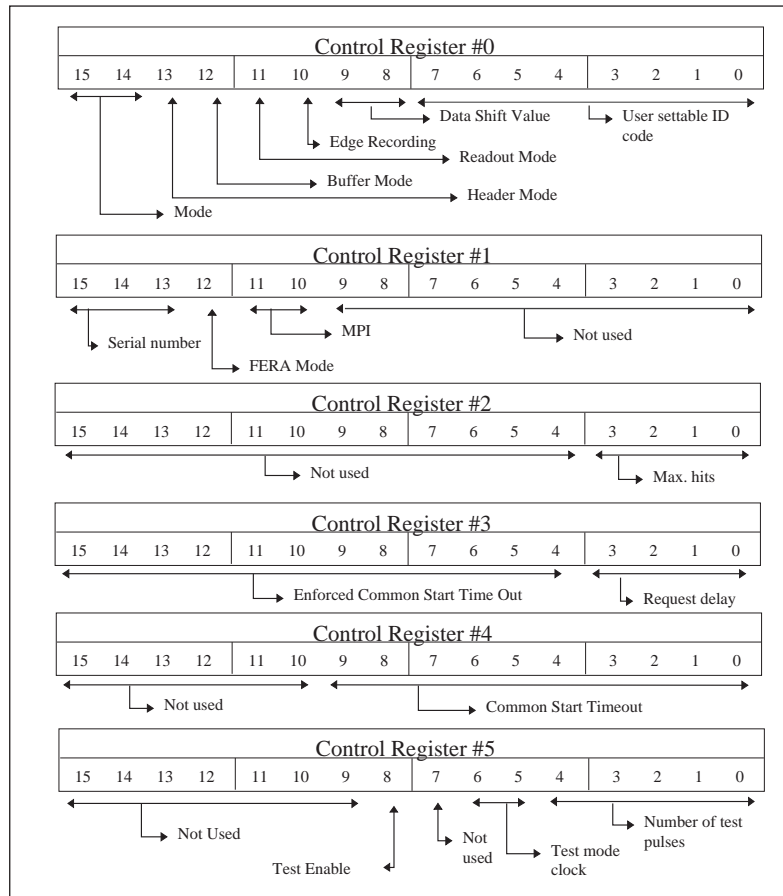 Control Register #0
15 14 13 12 11 10 9 8 7 6 5 4 3 2 1 0
Data Shift Value
User settable ID
code
Edge Recording
Readout Mode
Buffer Mode
Header Mode
Mode
Control Register #1
15 14 13 12 11 10 9 8 7 6 5 4 3 2 1 0
Serial number
MPI
Not used
FERA Mode
Control Register #2
15 14 13 12 11 10 9 8 7 6 5 4 3 2 1 0
Not used
Max. hits
Control Register #3
15 14 13 12 11 10 9 8 7 6 5 4 3 2 1 0
Enforced Common Start Time Out
Request delay
Control Register #4
15 14 13 12 11 10 9 8 7 6 5 4 3 2 1 0
Not used
Common Start Timeout
Control Register #5
15 14 13 12 11 10 9 8 7 6 5 4 3 2 1 0
Not Used
Test Enable
Not
used
Test mode
clock
Number of test
pulses